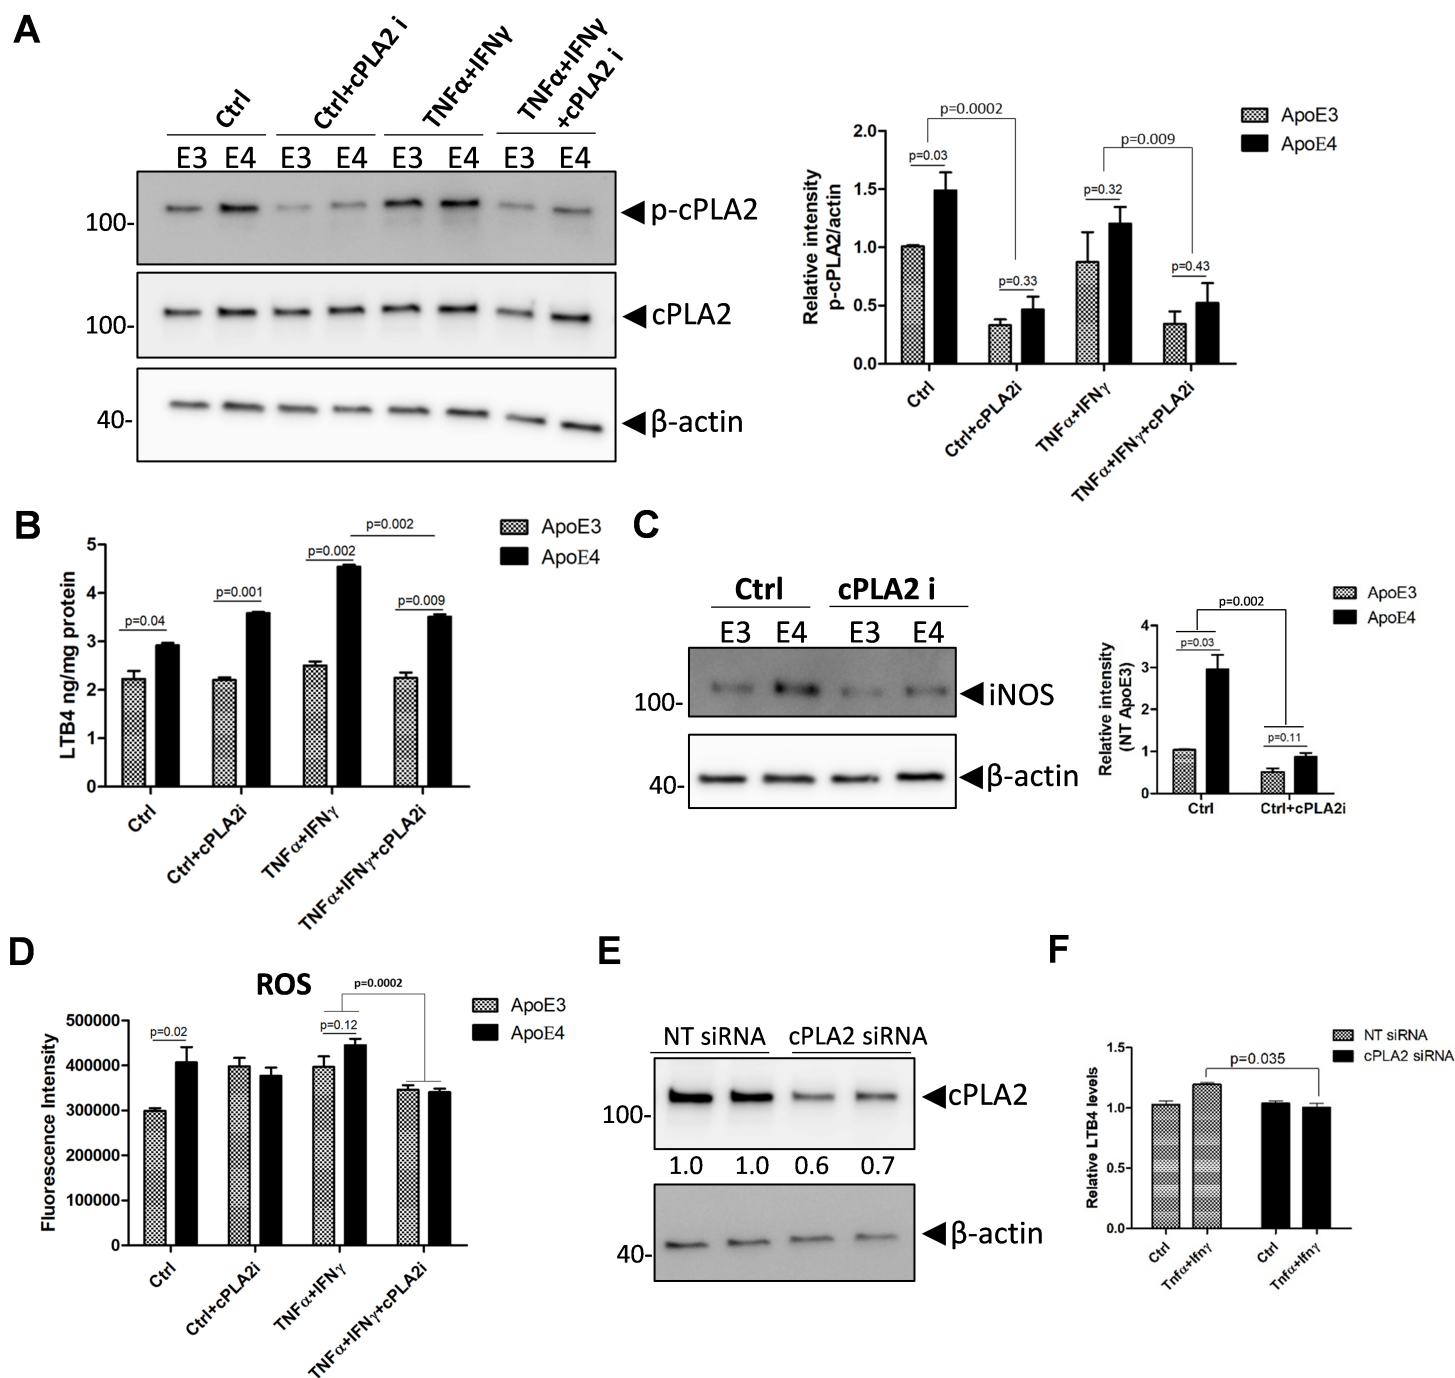 A
Ctrl
Ctrl+cPLA2 i
TNFα+IFNγ
TNFα+IFNγ
+cPLA2 i
E3 E4 E3 E4 E3 E4 E3 E4
100-
p-cPLA2
100-
cPLA2
40-
β-actin
Relative intensity
p-cPLA2/actin
2.0
1.5
1.0
0.5
0.0
p=0.0002
p=0.03
p=0.33
p=0.009
p=0.32
p=0.43
ApoE3
ApoE4
Ctrl
Ctrl+cPLA2i
TNFα+IFNγ
TNFα+IFNγ+cPLA2i
B
LTB4 ng/mg protein
5
4
3
2
1
0
p=0.04
p=0.001
p=0.002
p=0.002
p=0.009
ApoE3
ApoE4
Ctrl
Ctrl+cPLA2i
TNFα+IFNγ
TNFα+IFNγ+cPLA2i
C
Ctrl cPLA2 i
E3 E4 E3 E4
100-
iNOS
40-
β-actin
Relative intensity
(NT ApoE3)
4
3
2
1
0
p=0.002
p=0.03
p=0.11
ApoE3
ApoE4
Ctrl
Ctrl+cPLA2i
D
ROS
Fluorescence Intensity
500000
400000
300000
200000
100000
0
p=0.02
p=0.0002
p=0.12
ApoE3
ApoE4
Ctrl
Ctrl+cPLA2i
TNFα+IFNγ
TNFα+IFNγ+cPLA2i
E
NT siRNA cPLA2 siRNA
100-
cPLA2
1.0 1.0 0.6 0.7
40-
β-actin
F
Relative LTB4 levels
1.5
1.0
0.5
0.0
p=0.035
NT siRNA
cPLA2 siRNA
Ctrl
Tnfα+Ifnγ
Ctrl
Tnfα+Ifnγ